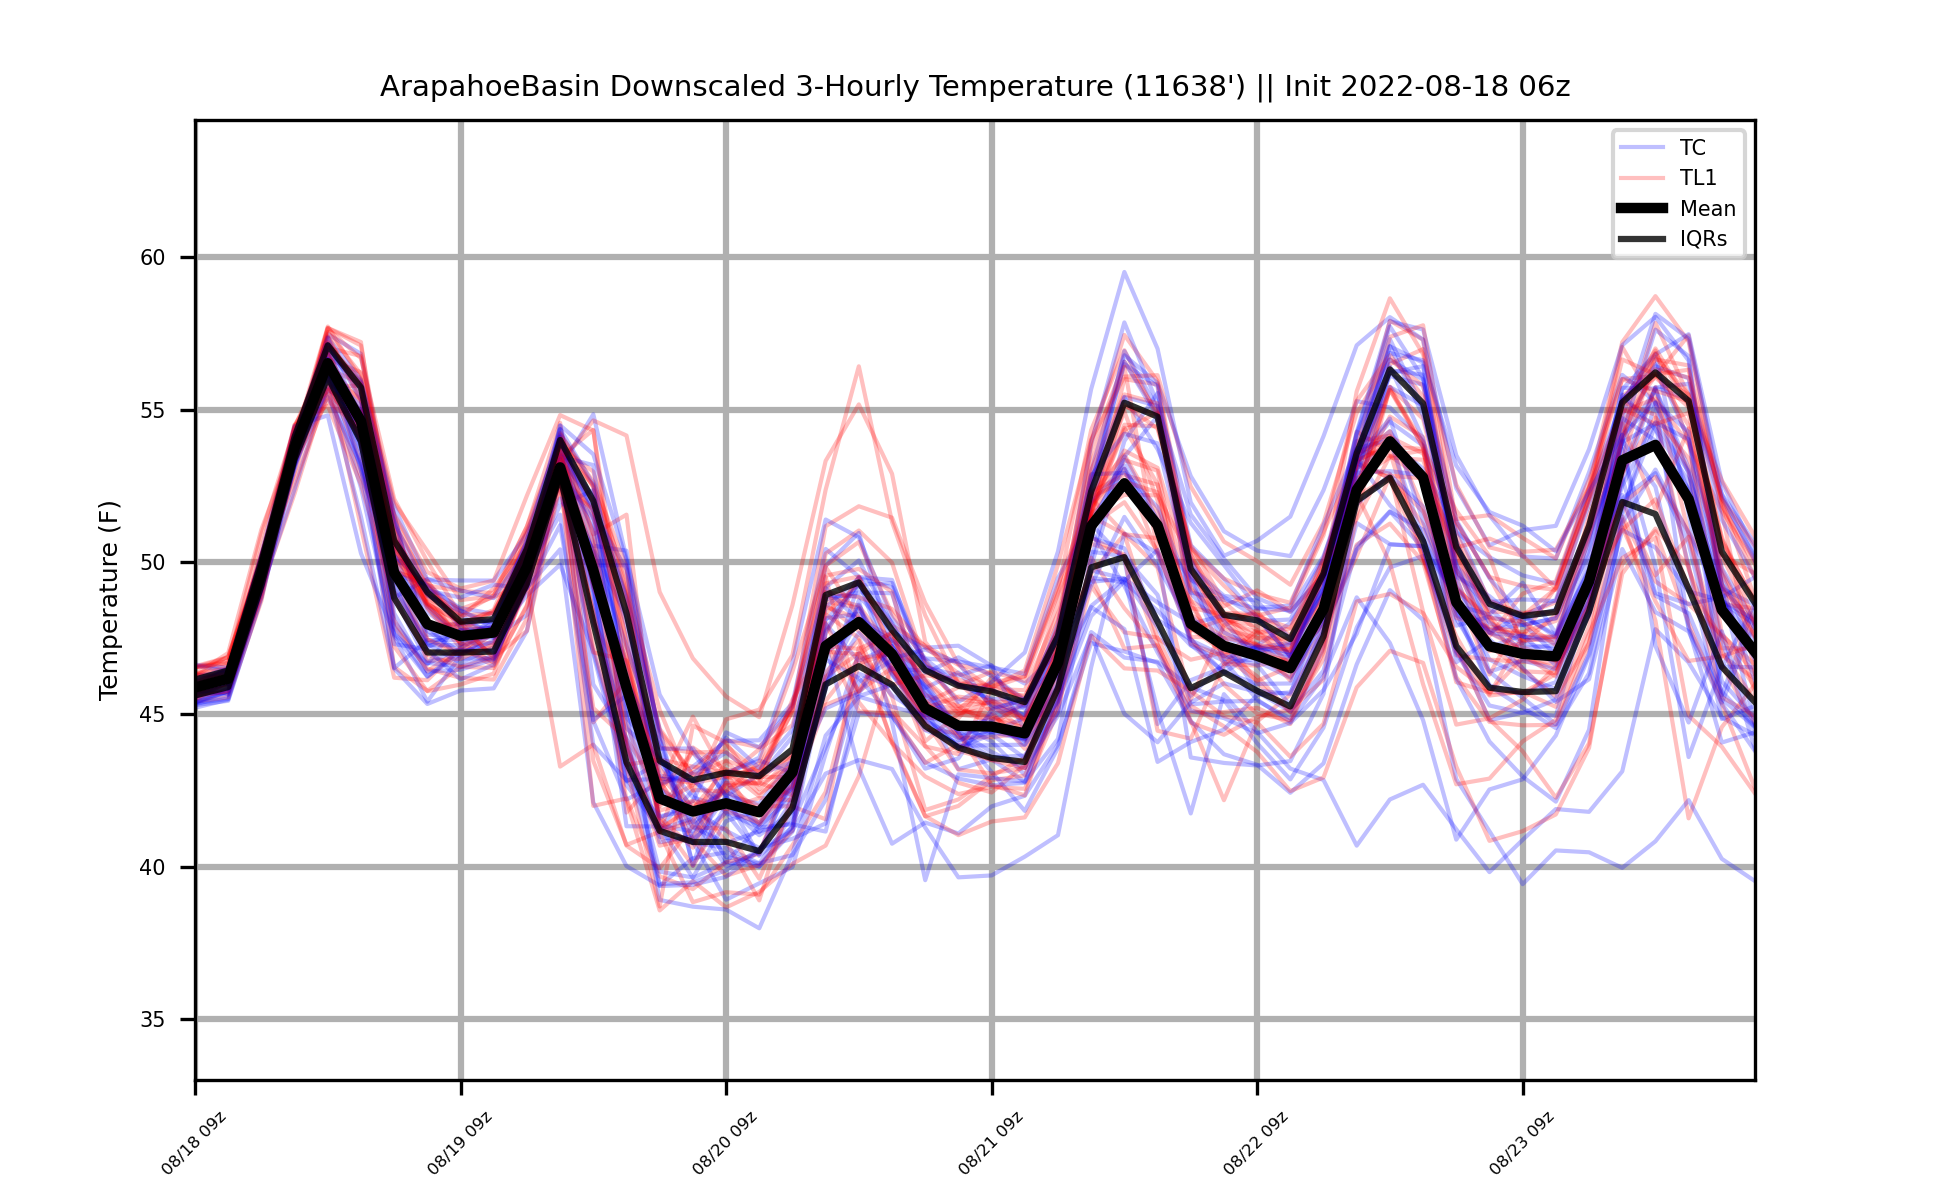 ArapahoeBasin Downscaled 3-Hourly Temperature (11638') || Init 2022-08-18 06z
TC
TL1
Mean
IQRs
Temperature (F)
60
55
50
45
40
35
08/18 09z
08/19 09z
08/20 09z
08/21 09z
08/22 09z
08/23 09z